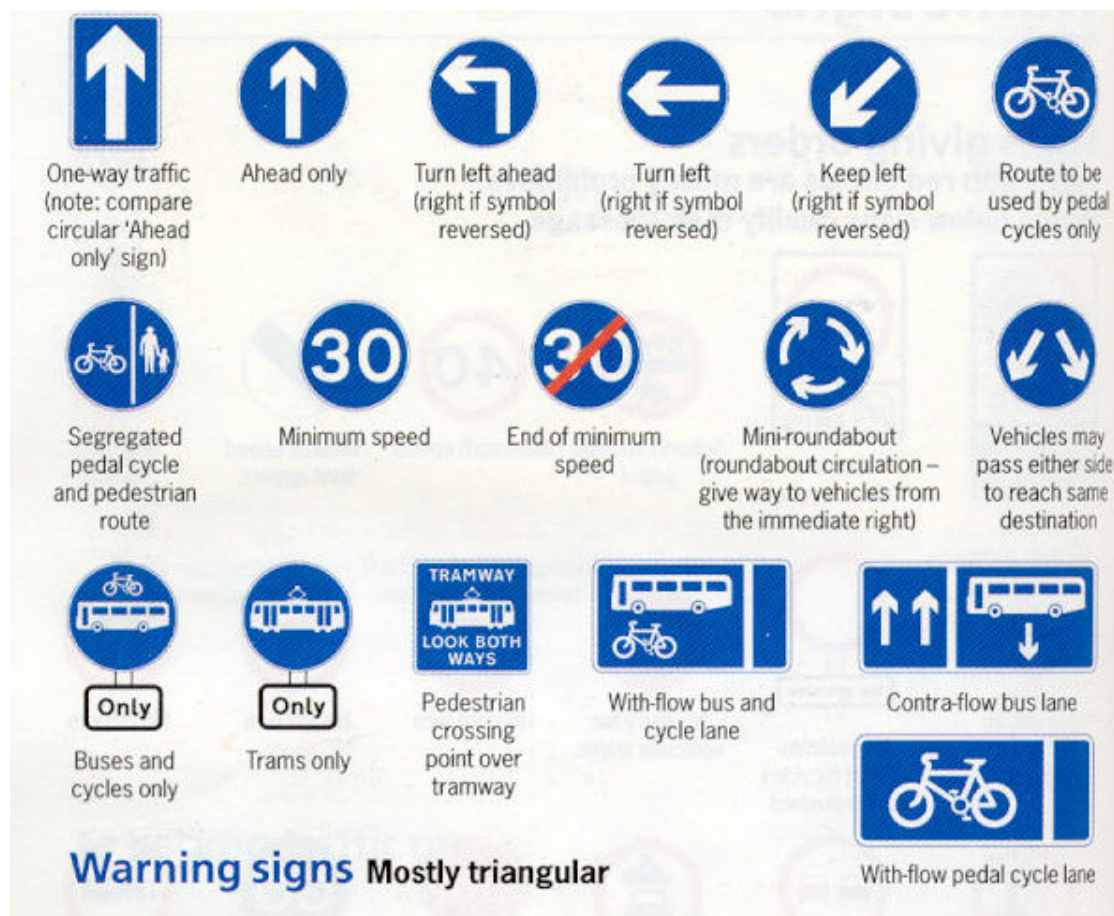 One-way traffic
(note: compare
circular 'Ahead
only' sign)
Ahead only
Turn left ahead
(right if symbol
reversed)
Turn left
(right if symbol
reversed)
Keep left
(right if symbol
reversed)
Route to be
used by pedal
cycles only
Segregated
pedal cycle
and pedestrian
route
30
Minimum speed
30
End of minimum
speed
Mini-roundabout
(roundabout circulation –
give way to vehicles from
the immediate right)
Vehicles may
pass either side
to reach same
destination
Only
Buses and
cycles only
Only
Trams only
TRAMWAY
LOOK BOTH
WAYS
Pedestrian
crossing
point over
tramway
With-flow bus and
cycle lane
Contra-flow bus lane
With-flow pedal cycle lane
Warning signs Mostly triangular